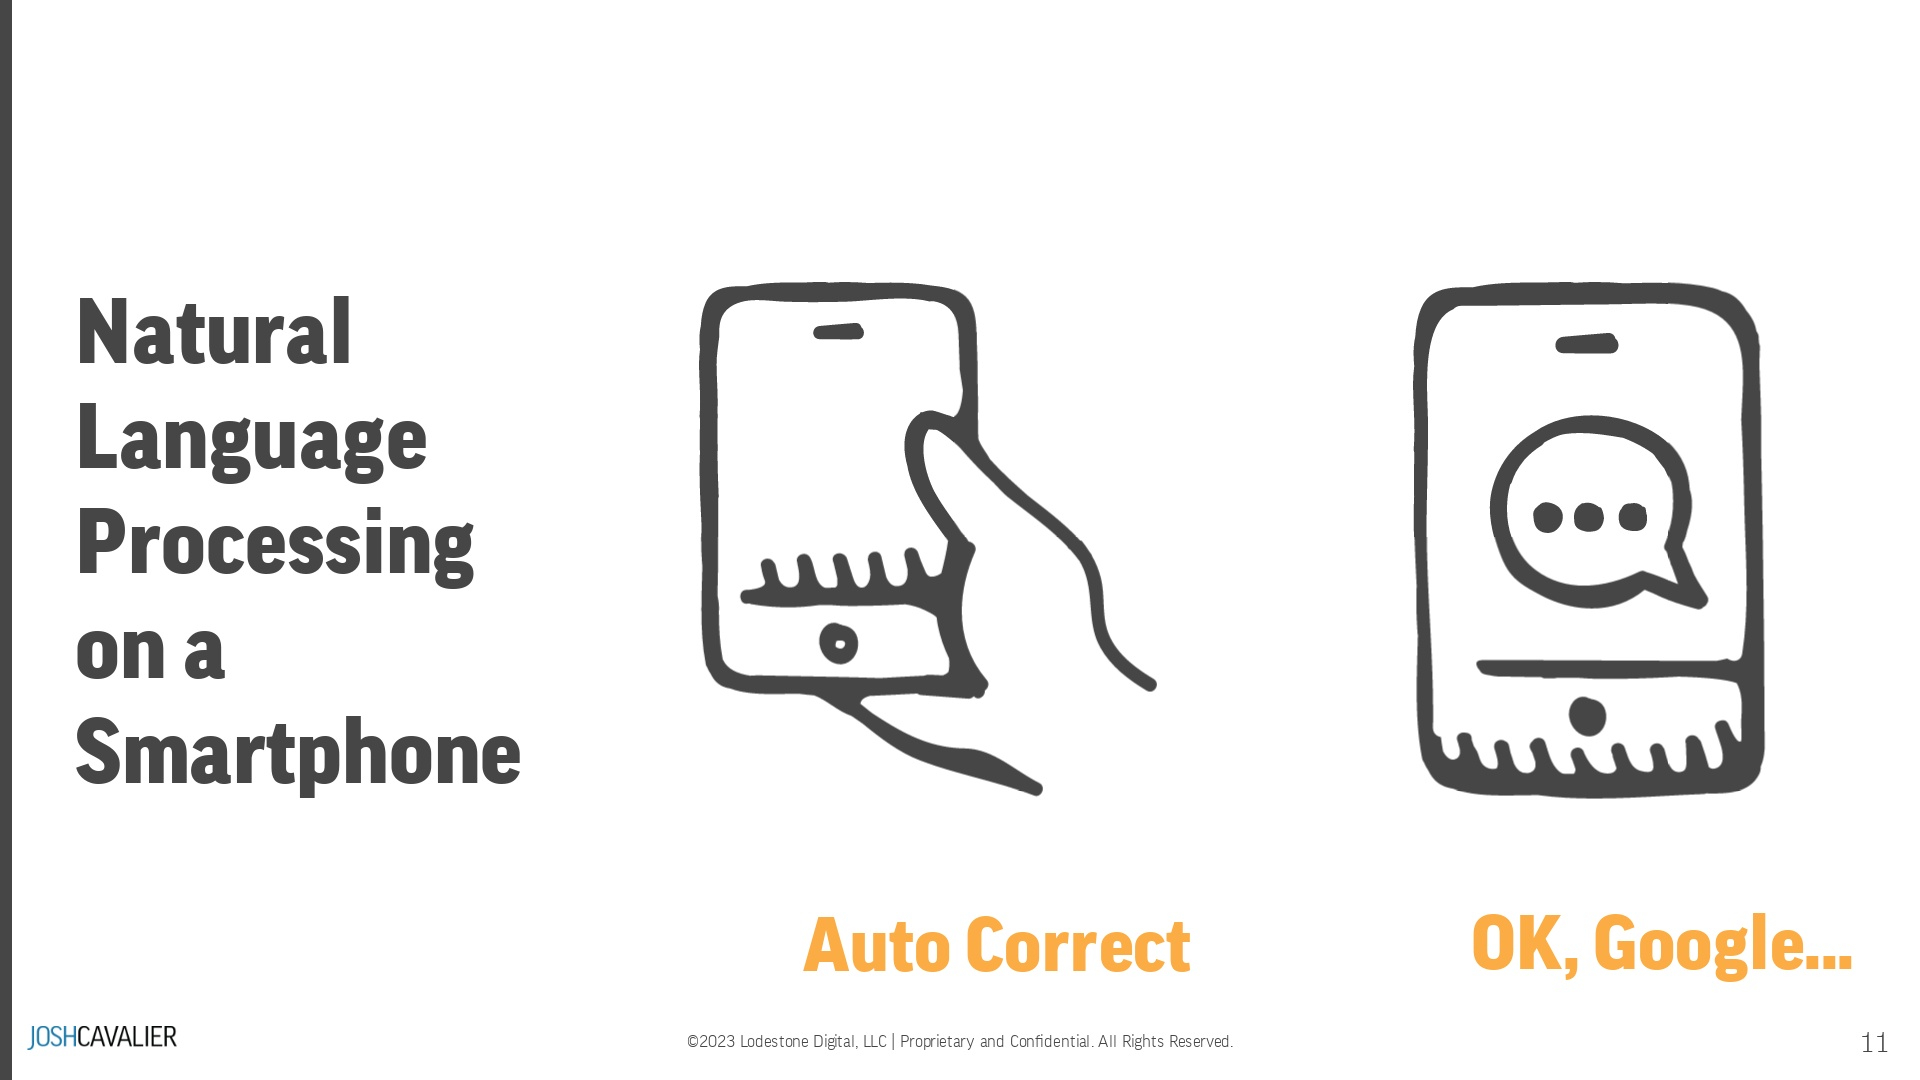 Natural
Language
Processing
on a
Smartphone
Auto Correct
OK, Google...
JOSHCAVALIER
©2023 Lodestone Digital, LLC | Proprietary and Confidential. All Rights Reserved.
11